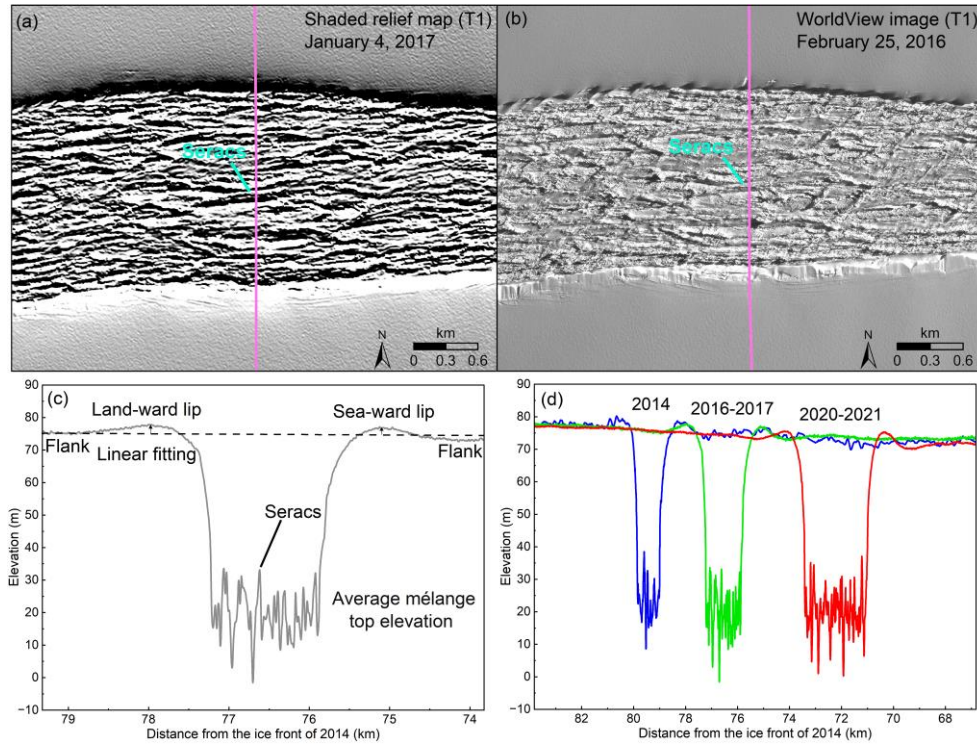 (a)
Shaded relief map (T1)
January 4, 2017
Seracs
N
km
0 0.3 0.6
(b)
WorldView image (T1)
February 25, 2016
Seracs
N
km
0 0.3 0.6
(c)
Land-ward lip
Sea-ward lip
Flank
Linear fitting
Flank
Seracs
Average mélange
top elevation
Elevation (m)
90
80
70
60
50
40
30
20
10
0
−10
79 78 77 76 75 74
Distance from the ice front of 2014 (km)
(d)
2014 2016-2017 2020-2021
Elevation (m)
90
80
70
60
50
40
30
20
10
0
−10
82 80 78 76 74 72 70 68
Distance from the ice front of 2014 (km)